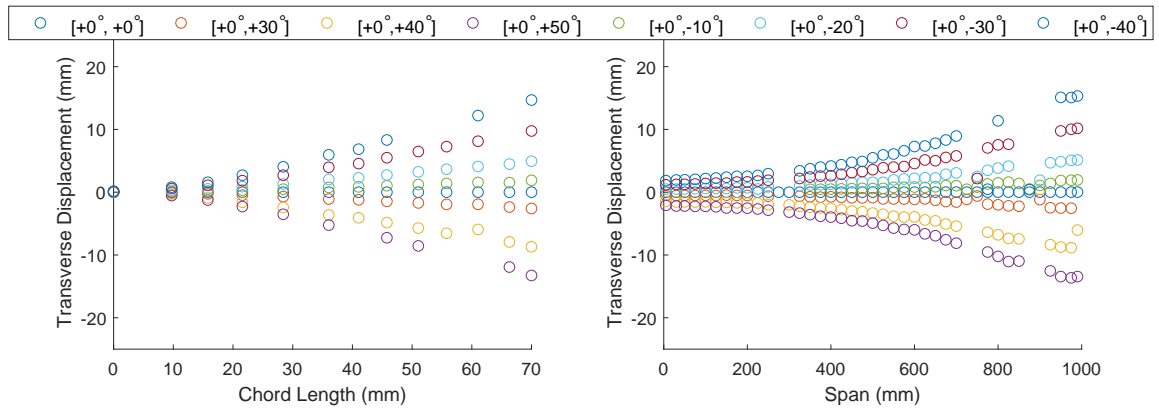 [+0°, +0°] [+0°,+30°] [+0°,+40°] [+0°,+50°] [+0°,-10°] [+0°,-20°] [+0°,-30°] [+0°,-40°]
Transverse Displacement (mm)
20
10
0
-10
-20
0 10 20 30 40 50 60 70
Chord Length (mm)
Transverse Displacement (mm)
20
10
0
-10
-20
0 200 400 600 800 1000
Span (mm)